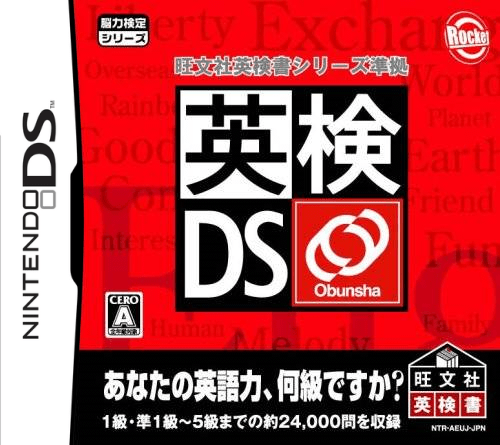 脳力検定
シリーズ
Rocket
Liberty
Exchange
旺文社英検書シリーズ準拠
Overseas
World
Rainbow
Planet
Good
Earth
Friend
Interest
Fun
Human
Melody
英検
DS
Obunsha
NINTENDO DS™
CERO
A
あなたの英語力、何級ですか?
1級・準1級～5級までの約24,000問を収録
旺文社
英検書
NTR-AEUJ-JPN